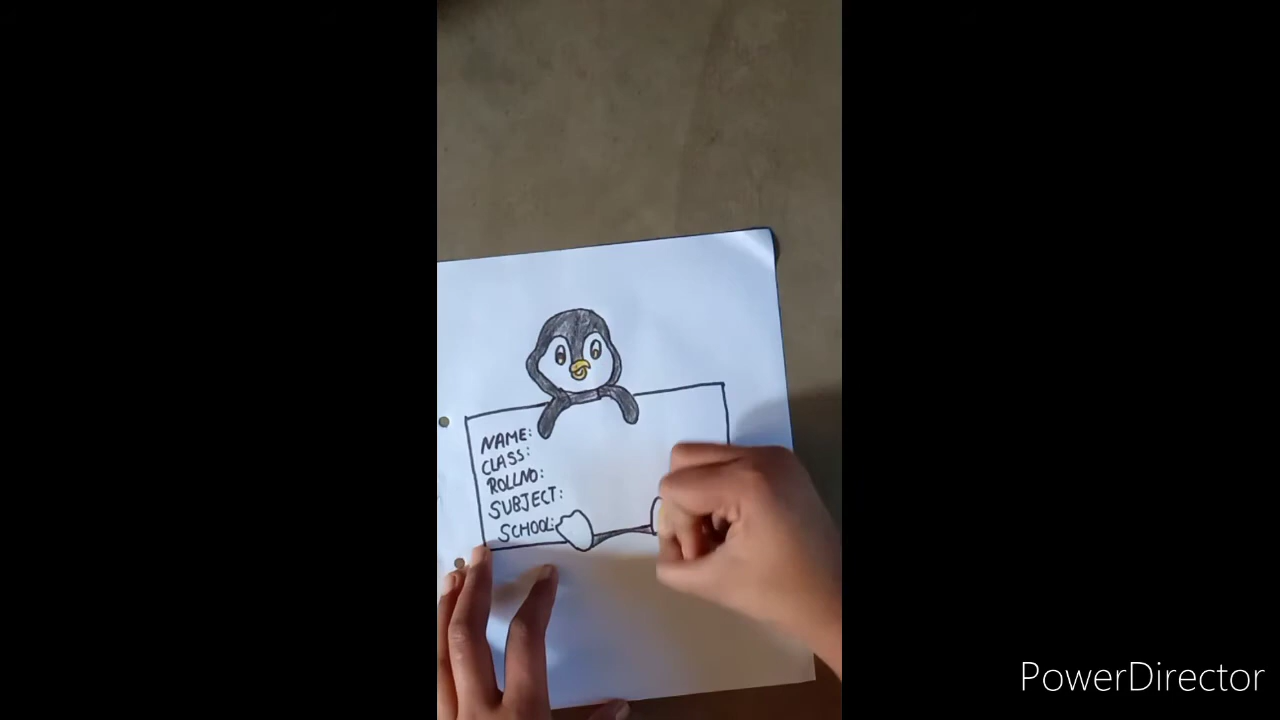 NAME:
CLASS:
ROLLNO:
SUBJECT:
SCHOOL:
PowerDirector